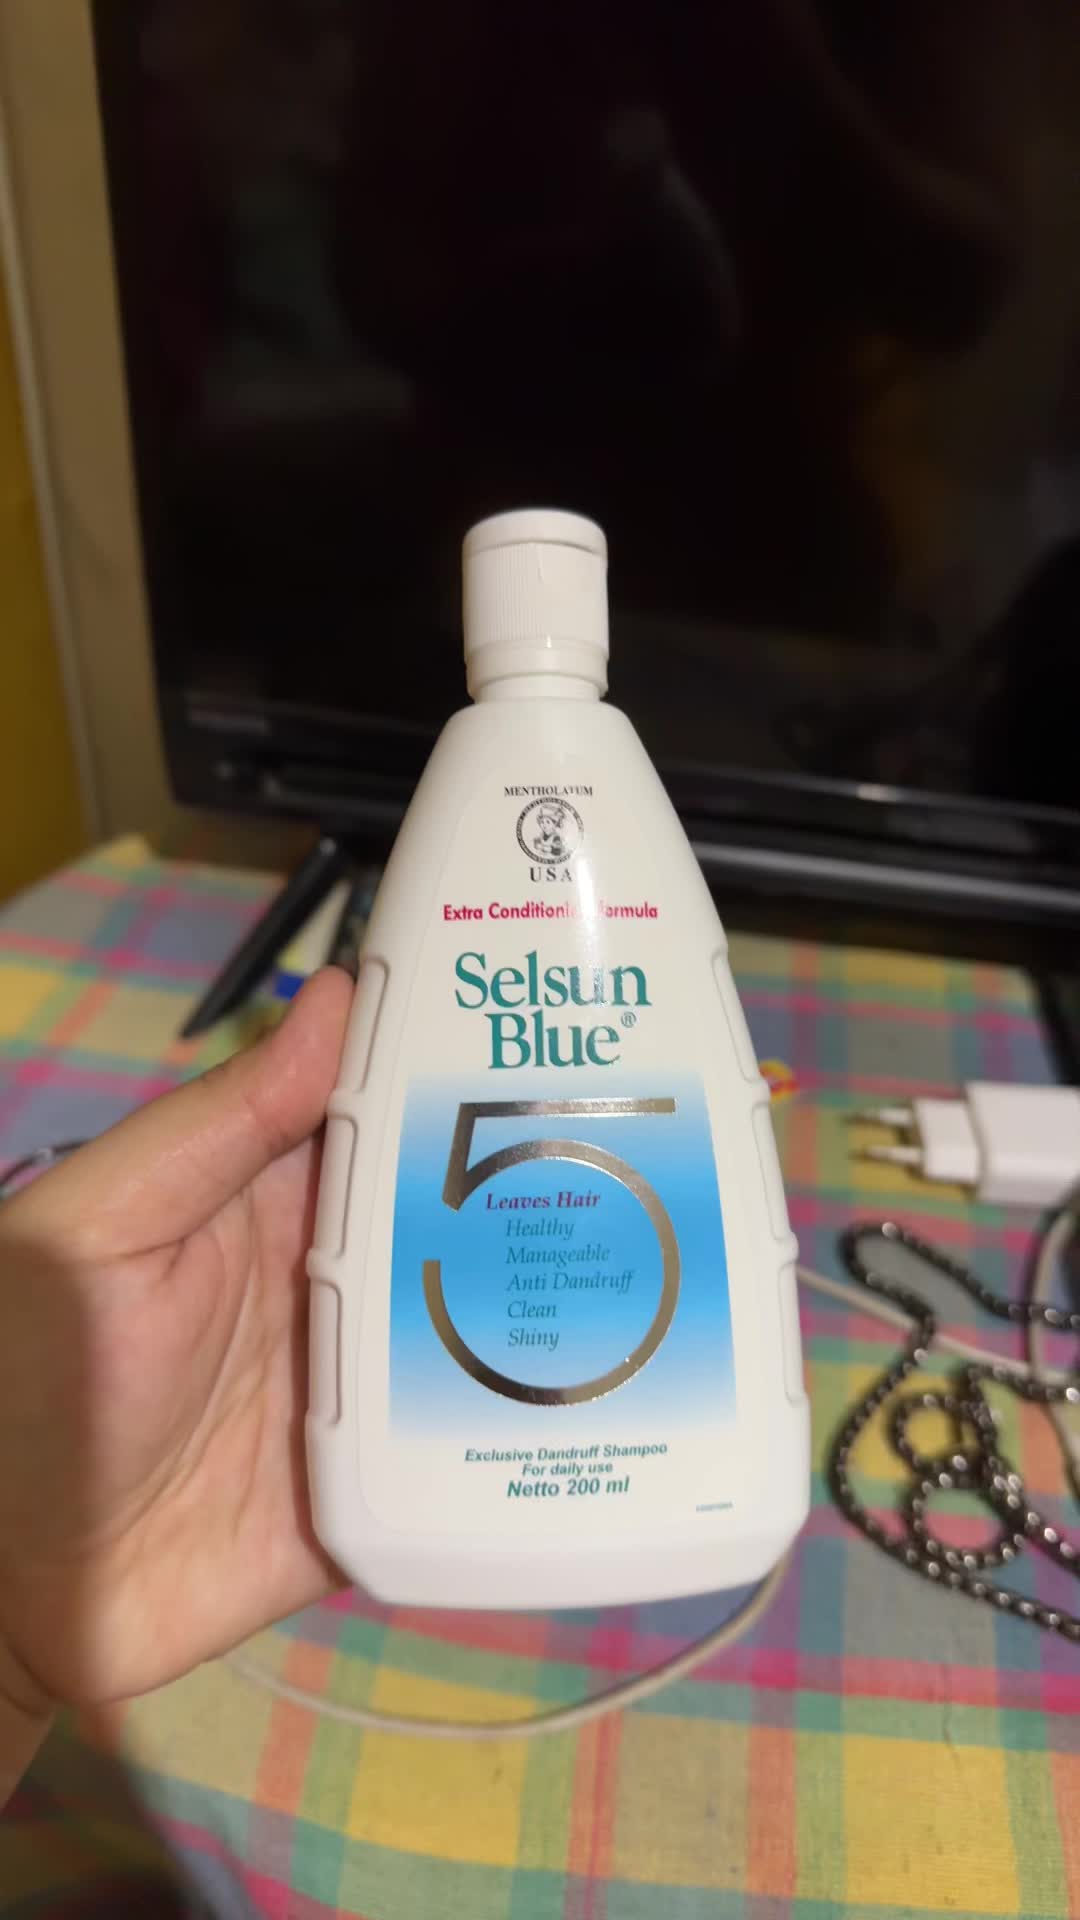 MENTHOLATUM
USA
Extra Conditioning Formula
Selsun
Blue®
5
Leaves Hair
Healthy
Manageable
Anti Dandruff
Clean
Shiny
Exclusive Dandruff Shampoo
For daily use
Netto 200 ml